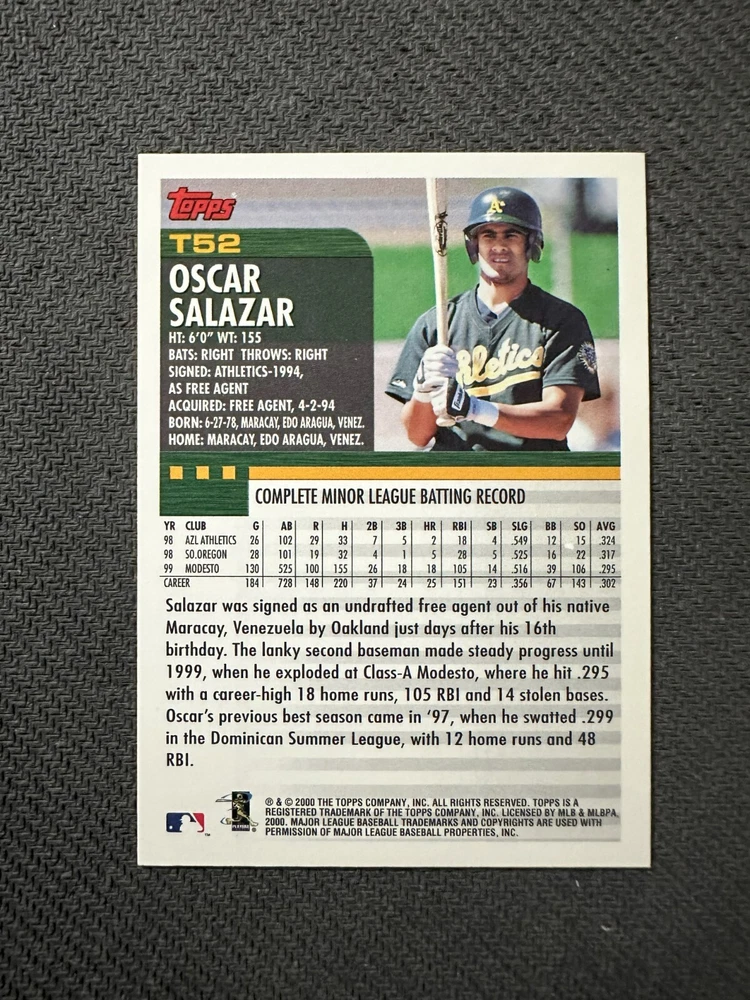 Topps
T52
OSCAR
SALAZAR
HT: 6'0" WT: 155
BATS: RIGHT THROWS: RIGHT
SIGNED: ATHLETICS-1994,
AS FREE AGENT
ACQUIRED: FREE AGENT, 4-2-94
BORN: 6-27-78, MARACAY, EDO ARAGUA, VENEZ.
HOME: MARACAY, EDO ARAGUA, VENEZ.
A's
Athletics
COMPLETE MINOR LEAGUE BATTING RECORD
YR CLUB G AB R H 2B 3B HR RBI SB SLG BB SO AVG
98 AZL ATHLETICS 26 102 29 33 7 5 2 18 4 .549 12 15 .324
98 SO.OREGON 28 101 19 32 4 1 5 28 5 .525 16 22 .317
99 MODESTO 130 525 100 155 26 18 18 105 14 .516 39 106 .295
CAREER 184 728 148 220 37 24 25 151 23 .356 67 143 .302
Salazar was signed as an undrafted free agent out of his native
Maracay, Venezuela by Oakland just days after his 16th
birthday. The lanky second baseman made steady progress until
1999, when he exploded at Class-A Modesto, where he hit .295
with a career-high 18 home runs, 105 RBI and 14 stolen bases.
Oscar's previous best season came in '97, when he swatted .299
in the Dominican Summer League, with 12 home runs and 48
RBI.
® & © 2000 THE TOPPS COMPANY, INC. ALL RIGHTS RESERVED. TOPPS IS A
REGISTERED TRADEMARK OF THE TOPPS COMPANY, INC. LICENSED BY MLB & MLBPA
2000. MAJOR LEAGUE BASEBALL TRADEMARKS AND COPYRIGHTS ARE USED WITH
PERMISSION OF MAJOR LEAGUE BASEBALL PROPERTIES, INC.
PLAYERS